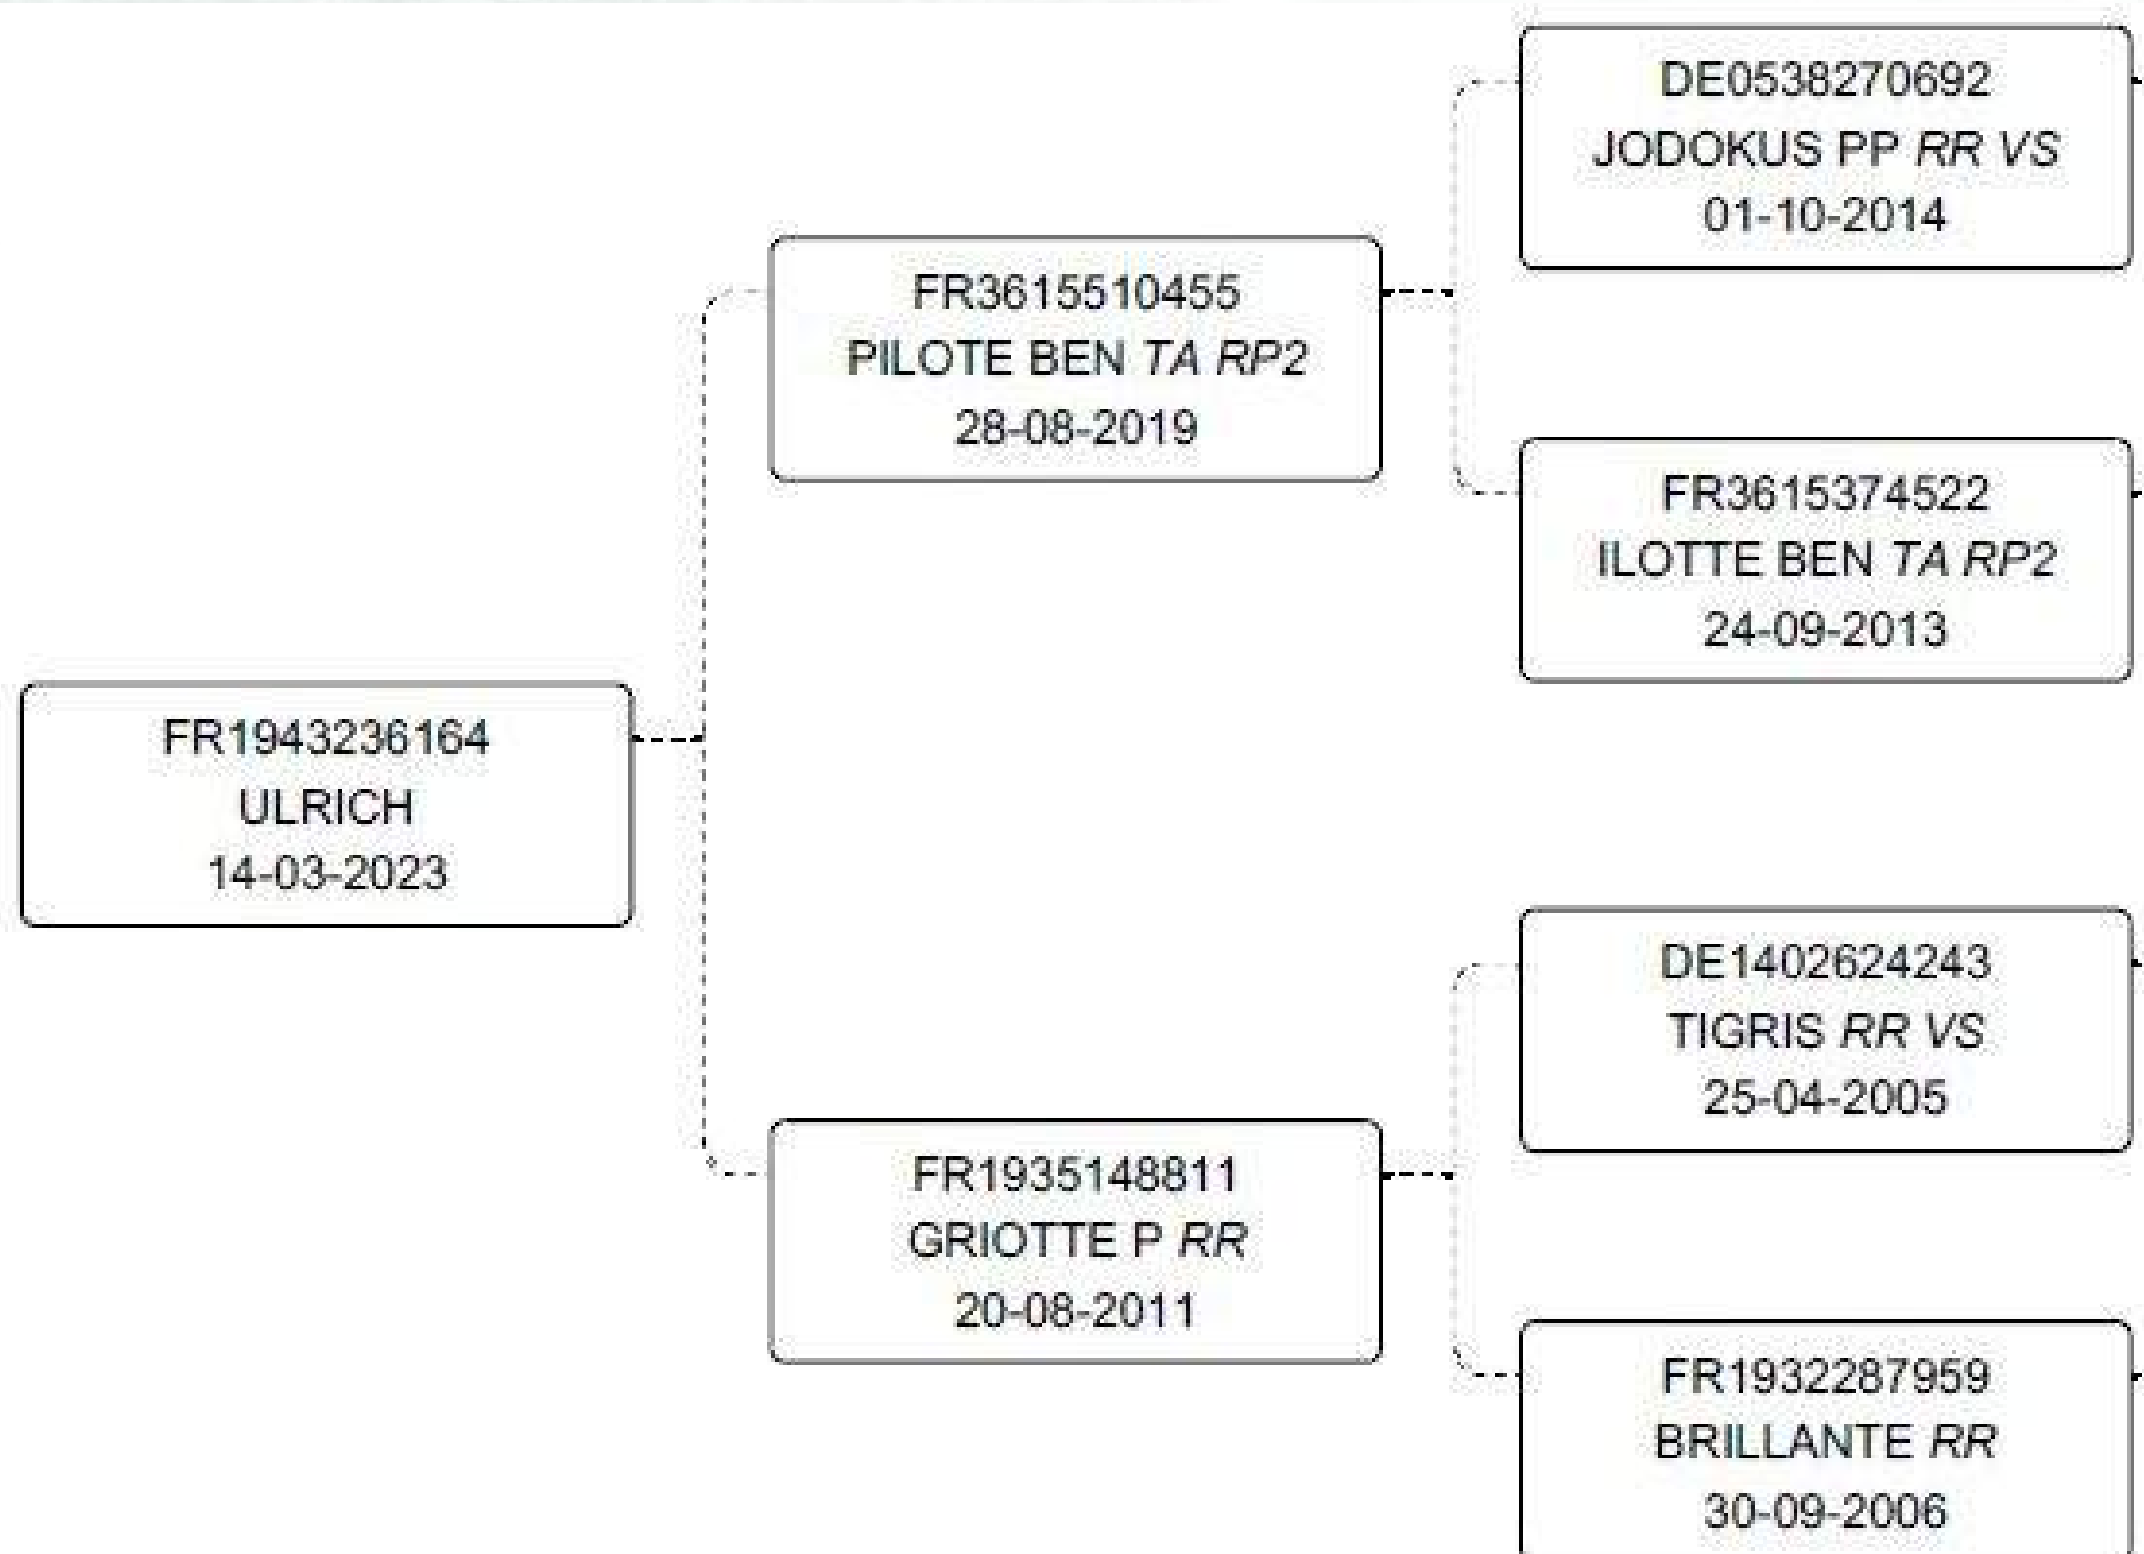 DE0538270692
JODOKUS PP RR VS
01-10-2014
FR3615510455
PILOTE BEN TA RP2
28-08-2019
FR3615374522
ILOTTE BEN TA RP2
24-09-2013
FR1943236164
ULRICH
14-03-2023
DE1402624243
TIGRIS RR VS
25-04-2005
FR1935148811
GRIOTTE P RR
20-08-2011
FR1932287959
BRILLANTE RR
30-09-2006